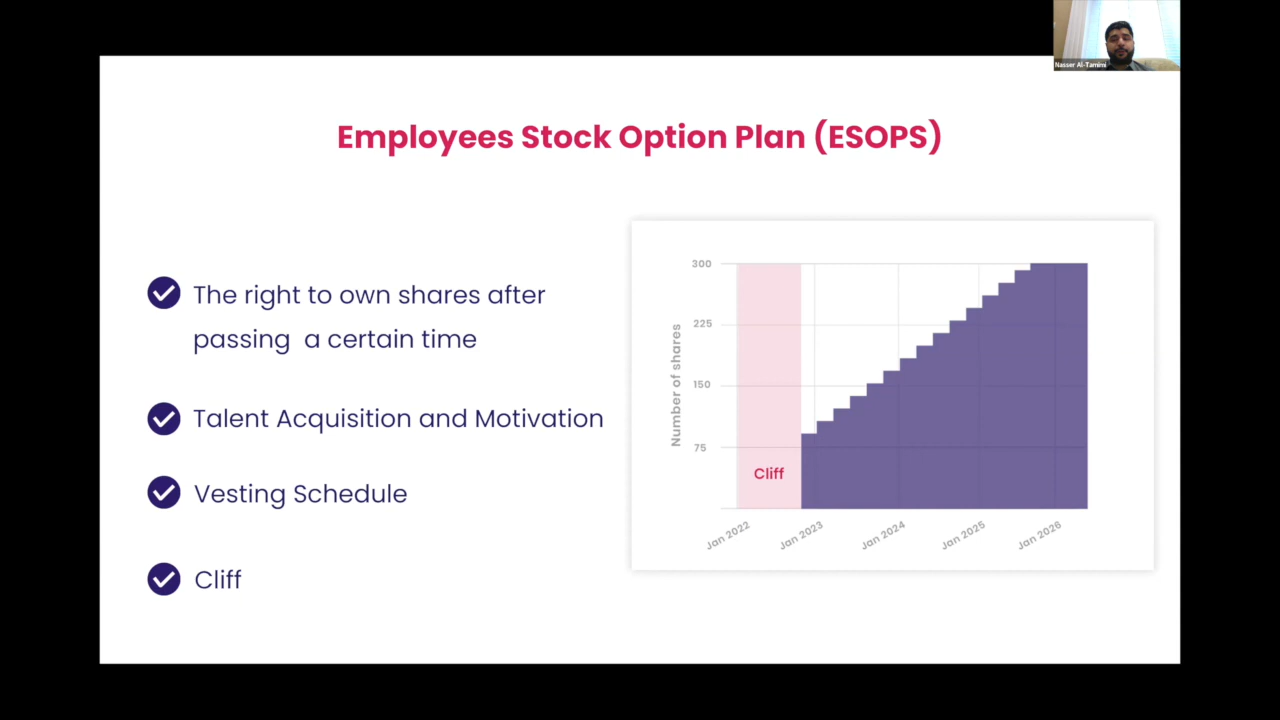 Nasser Al-Tamimi
Employees Stock Option Plan (ESOPS)
The right to own shares after
passing a certain time
Talent Acquisition and Motivation
Vesting Schedule
Cliff
Number of shares
300
225
150
75
Cliff
Jan 2022
Jan 2023
Jan 2024
Jan 2025
Jan 2026